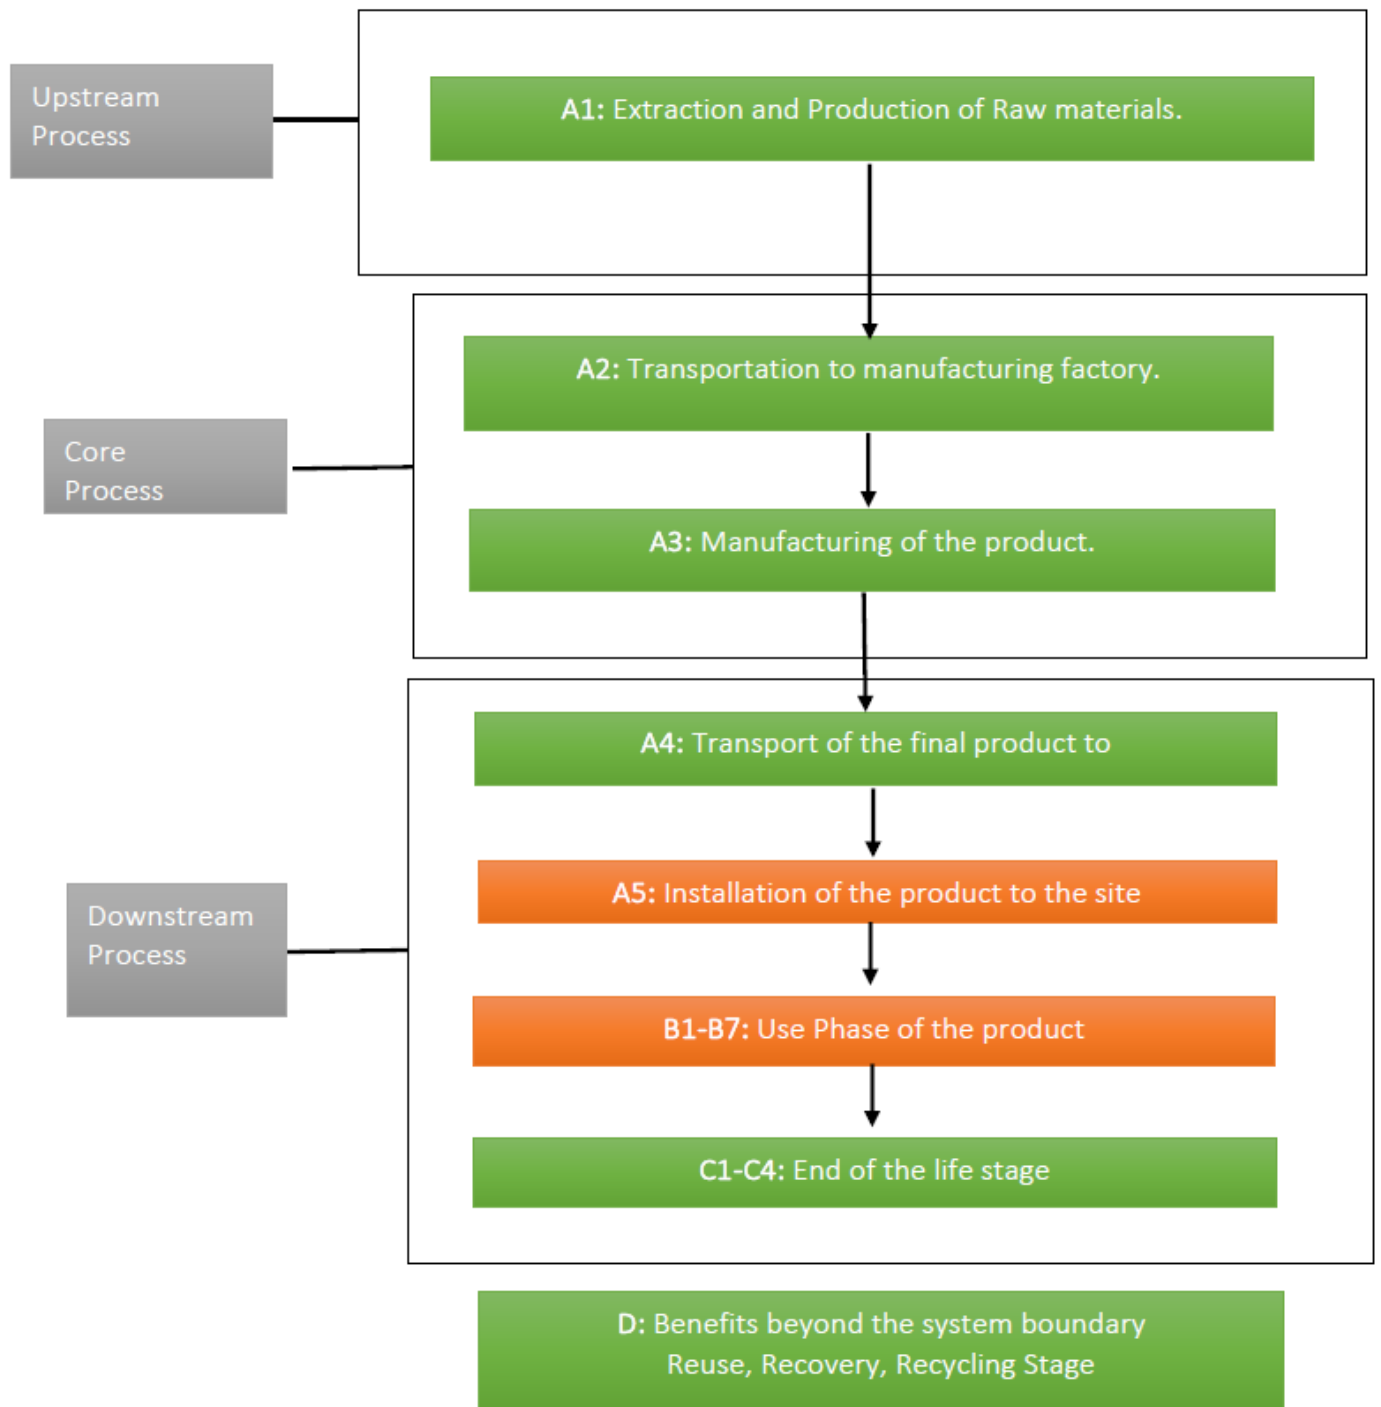 Upstream
Process
A1: Extraction and Production of Raw materials.
A2: Transportation to manufacturing factory.
Core
Process
A3: Manufacturing of the product.
A4: Transport of the final product to
A5: Installation of the product to the site
Downstream
Process
B1-B7: Use Phase of the product
C1-C4: End of the life stage
D: Benefits beyond the system boundary
Reuse, Recovery, Recycling Stage